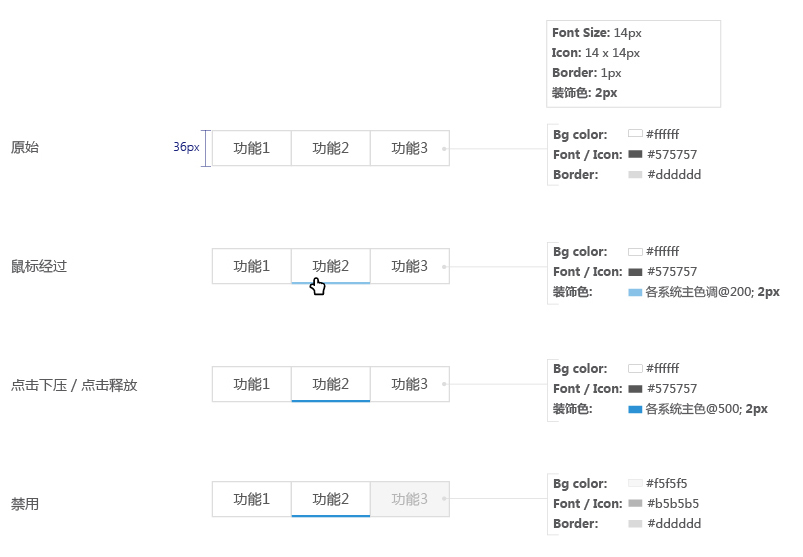 Font Size: 14px
Icon: 14 x 14px
Border: 1px
装饰色: 2px
原始
36px
功能1 功能2 功能3
Bg color: #ffffff
Font / Icon: #575757
Border: #dddddd
鼠标经过
功能1 功能2 功能3
Bg color: #ffffff
Font / Icon: #575757
装饰色: 各系统主色调@200; 2px
点击下压 / 点击释放
功能1 功能2 功能3
Bg color: #ffffff
Font / Icon: #575757
装饰色: 各系统主色@500; 2px
禁用
功能1 功能2 功能3
Bg color: #f5f5f5
Font / Icon: #b5b5b5
Border: #dddddd